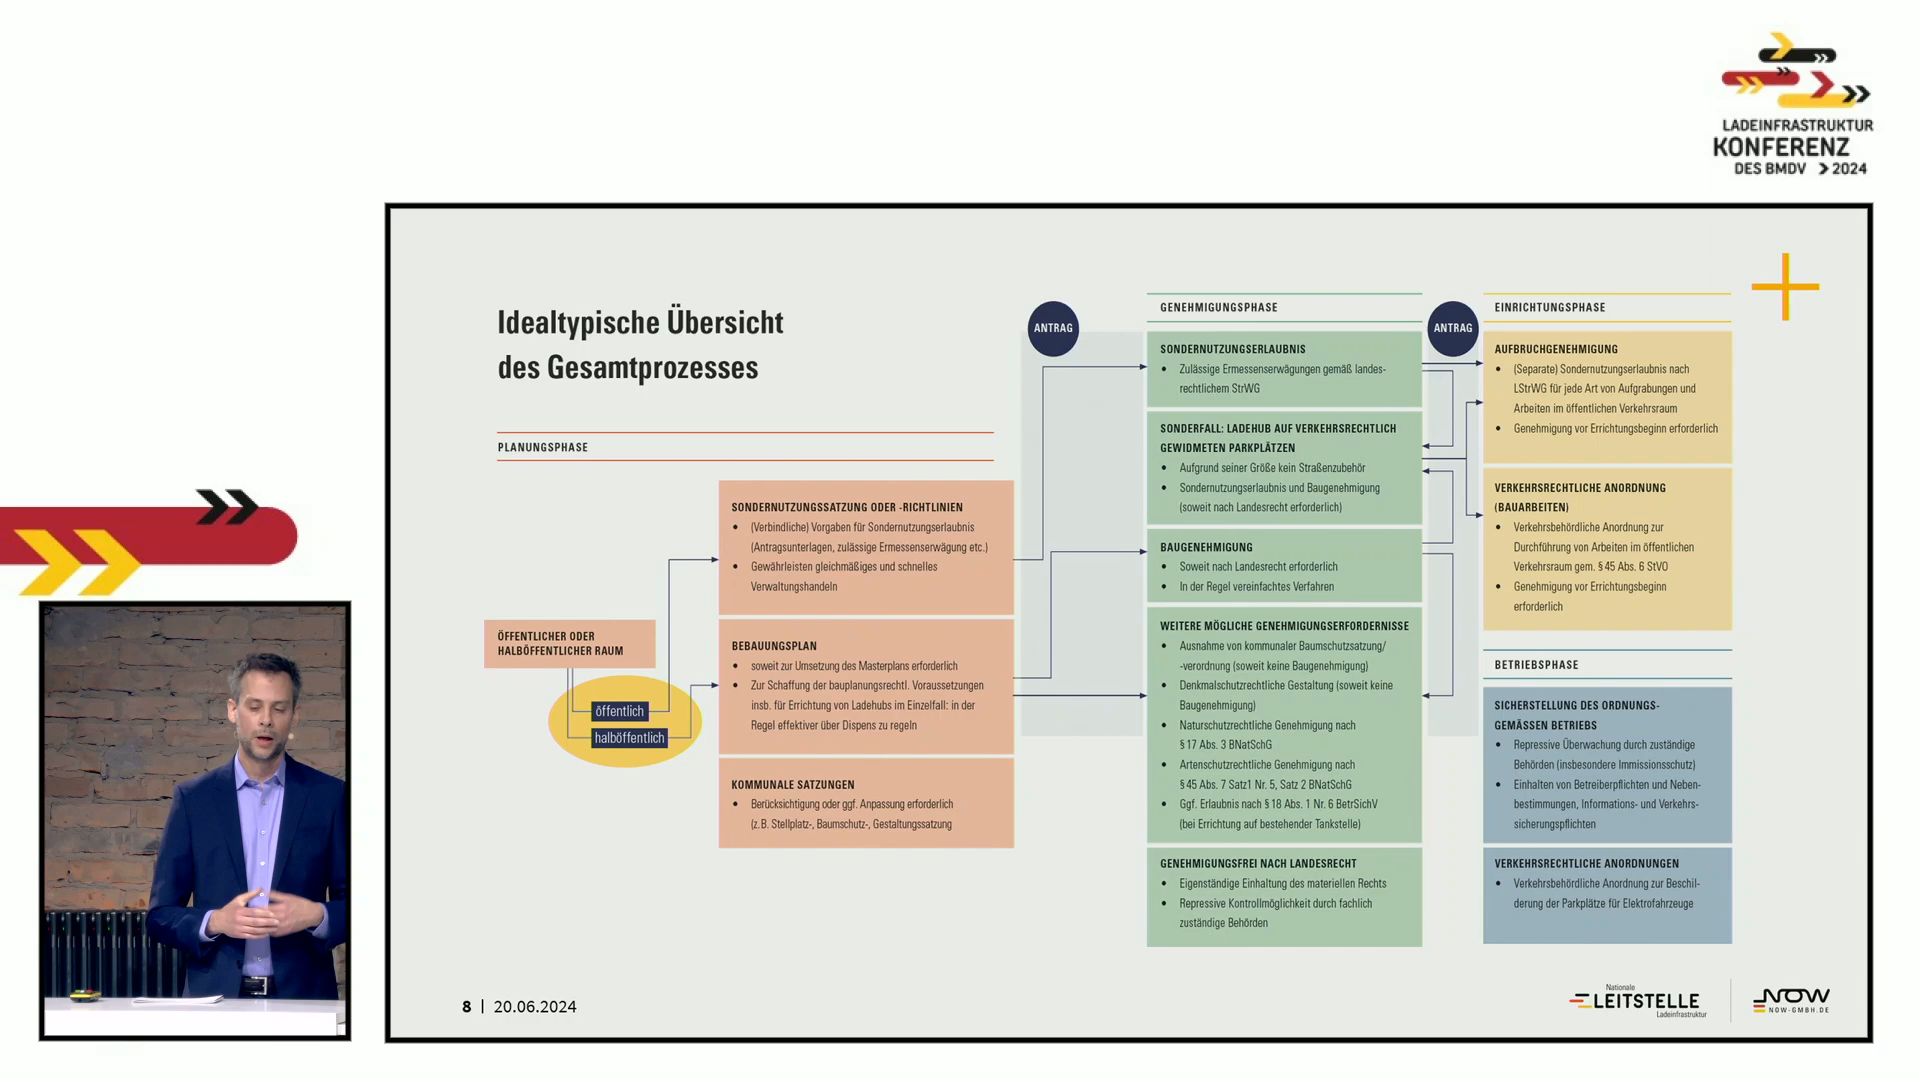 LADEINFRASTRUKTUR
KONFERENZ
DES BMDV 2024
Idealtypische Übersicht
des Gesamtprozesses
PLANUNGSPHASE
ÖFFENTLICHER ODER
HALBÖFFENTLICHER RAUM
öffentlich
halböffentlich
SONDERNUTZUNGSSATZUNG ODER -RICHTLINIEN
• (Verbindliche) Vorgaben für Sondernutzungserlaubnis
(Antragsunterlagen, zulässige Ermessenserwägung etc.)
• Gewährleisten gleichmäßiges und schnelles
Verwaltungshandeln
BEBAUUNGSPLAN
• soweit zur Umsetzung des Masterplans erforderlich
• Zur Schaffung der bauplanungsrechtl. Voraussetzungen
insb. für Errichtung von Ladehubs im Einzelfall: in der
Regel effektiver über Dispens zu regeln
KOMMUNALE SATZUNGEN
• Berücksichtigung oder ggf. Anpassung erforderlich
(z.B. Stellplatz-, Baumschutz-, Gestaltungssatzung
ANTRAG
GENEHMIGUNGSPHASE
SONDERNUTZUNGSERLAUBNIS
• Zulässige Ermessenserwägungen gemäß landes-
rechtlichem StrWG
SONDERFALL: LADEHUB AUF VERKEHRSRECHTLICH
GEWIDMETEN PARKPLÄTZEN
• Aufgrund seiner Größe kein Straßenzubehör
• Sondernutzungserlaubnis und Baugenehmigung
(soweit nach Landesrecht erforderlich)
BAUGENEHMIGUNG
• Soweit nach Landesrecht erforderlich
• In der Regel vereinfachtes Verfahren
WEITERE MÖGLICHE GENEHMIGUNGSERFORDERNISSE
• Ausnahme von kommunaler Baumschutzsatzung/
-verordnung (soweit keine Baugenehmigung)
• Denkmalschutzrechtliche Gestaltung (soweit keine
Baugenehmigung)
• Naturschutzrechtliche Genehmigung nach
§ 17 Abs. 3 BNatSchG
• Artenschutzrechtliche Genehmigung nach
§ 45 Abs. 7 Satz1 Nr. 5, Satz 2 BNatSchG
• Ggf. Erlaubnis nach § 18 Abs. 1 Nr. 6 BetrSichV
(bei Errichtung auf bestehender Tankstelle)
GENEHMIGUNGSFREI NACH LANDESRECHT
• Eigenständige Einhaltung des materiellen Rechts
• Repressive Kontrollmöglichkeit durch fachlich
zuständige Behörden
ANTRAG
EINRICHTUNGSPHASE
AUFBRUCHGENEHMIGUNG
• (Separate) Sondernutzungserlaubnis nach
LStrWG für jede Art von Aufgrabungen und
Arbeiten im öffentlichen Verkehrsraum
• Genehmigung vor Errichtungsbeginn erforderlich
VERKEHRSRECHTLICHE ANORDNUNG
(BAUARBEITEN)
• Verkehrsbehördliche Anordnung zur
Durchführung von Arbeiten im öffentlichen
Verkehrsraum gem. § 45 Abs. 6 StVO
• Genehmigung vor Errichtungsbeginn
erforderlich
BETRIEBSPHASE
SICHERSTELLUNG DES ORDNUNGS-
GEMÄSSEN BETRIEBS
• Repressive Überwachung durch zuständige
Behörden (insbesondere Immissionsschutz)
• Einhalten von Betreiberpflichten und Neben-
bestimmungen, Informations- und Verkehrs-
sicherungspflichten
VERKEHRSRECHTLICHE ANORDNUNGEN
• Verkehrsbehördliche Anordnung zur Beschil-
derung der Parkplätze für Elektrofahrzeuge
8 | 20.06.2024
Nationale
LEITSTELLE
Ladeinfrastruktur
NOW
NOW-GMBH.DE